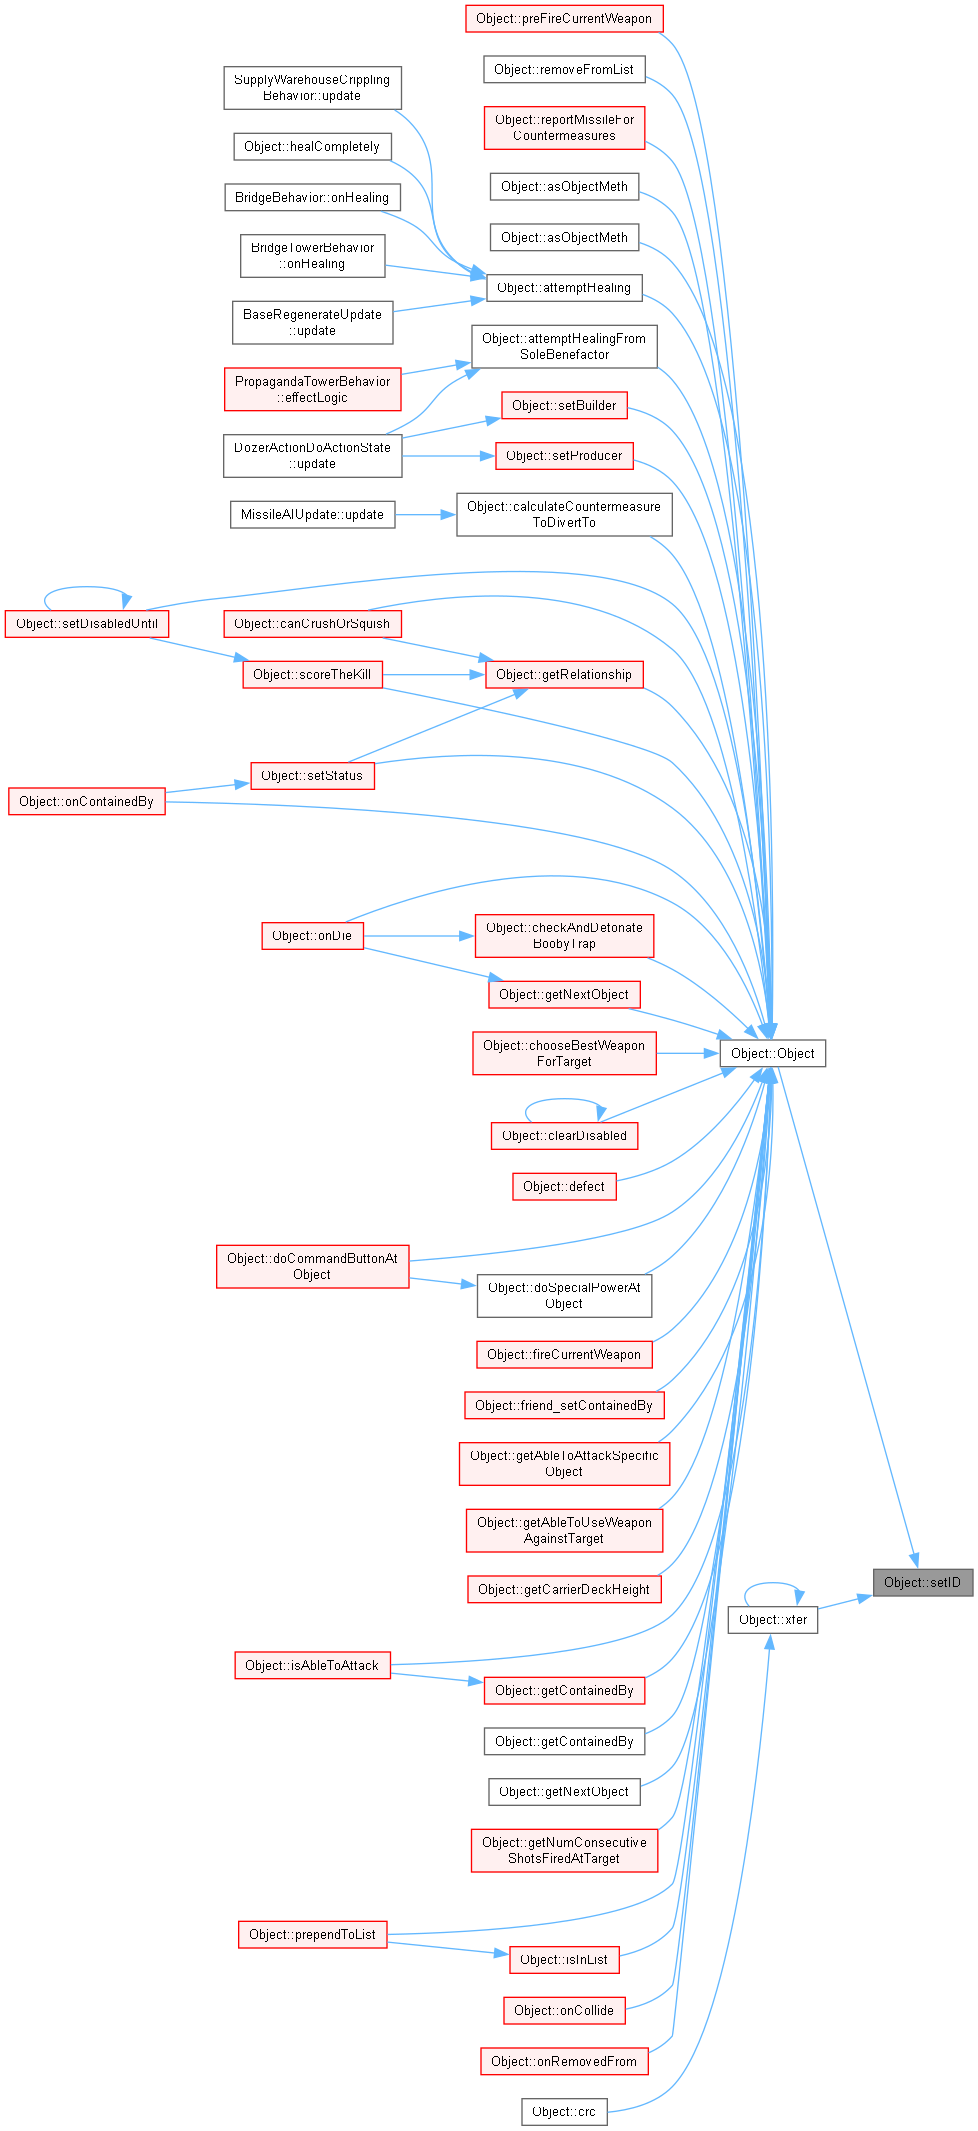 Object::preFireCurrentWeapon
Object::removeFromList
SupplyWarehouseCrippling
Behavior::update
Object::reportMissileFor
Countermeasures
Object::healCompletely
Object::asObjectMeth
BridgeBehavior::onHealing
Object::asObjectMeth
BridgeTowerBehavior
::onHealing
Object::attemptHealing
BaseRegenerateUpdate
::update
Object::attemptHealingFrom
SoleBenefactor
PropagandaTowerBehavior
::effectLogic
Object::setBuilder
DozerActionDoActionState
::update
Object::setProducer
MissileAIUpdate::update
Object::calculateCountermeasure
ToDivertTo
Object::setDisabledUntil
Object::canCrushOrSquish
Object::scoreTheKill
Object::getRelationship
Object::setStatus
Object::onContainedBy
Object::onDie
Object::checkAndDetonate
BoobyTrap
Object::getNextObject
Object::chooseBestWeapon
ForTarget
Object::Object
Object::clearDisabled
Object::defect
Object::doCommandButtonAt
Object
Object::doSpecialPowerAt
Object
Object::fireCurrentWeapon
Object::friend_setContainedBy
Object::getAbleToAttackSpecific
Object
Object::getAbleToUseWeapon
AgainstTarget
Object::getCarrierDeckHeight
Object::setID
Object::xfer
Object::isAbleToAttack
Object::getContainedBy
Object::getContainedBy
Object::getNextObject
Object::getNumConsecutive
ShotsFiredAtTarget
Object::prependToList
Object::isInList
Object::onCollide
Object::onRemovedFrom
Object::crc